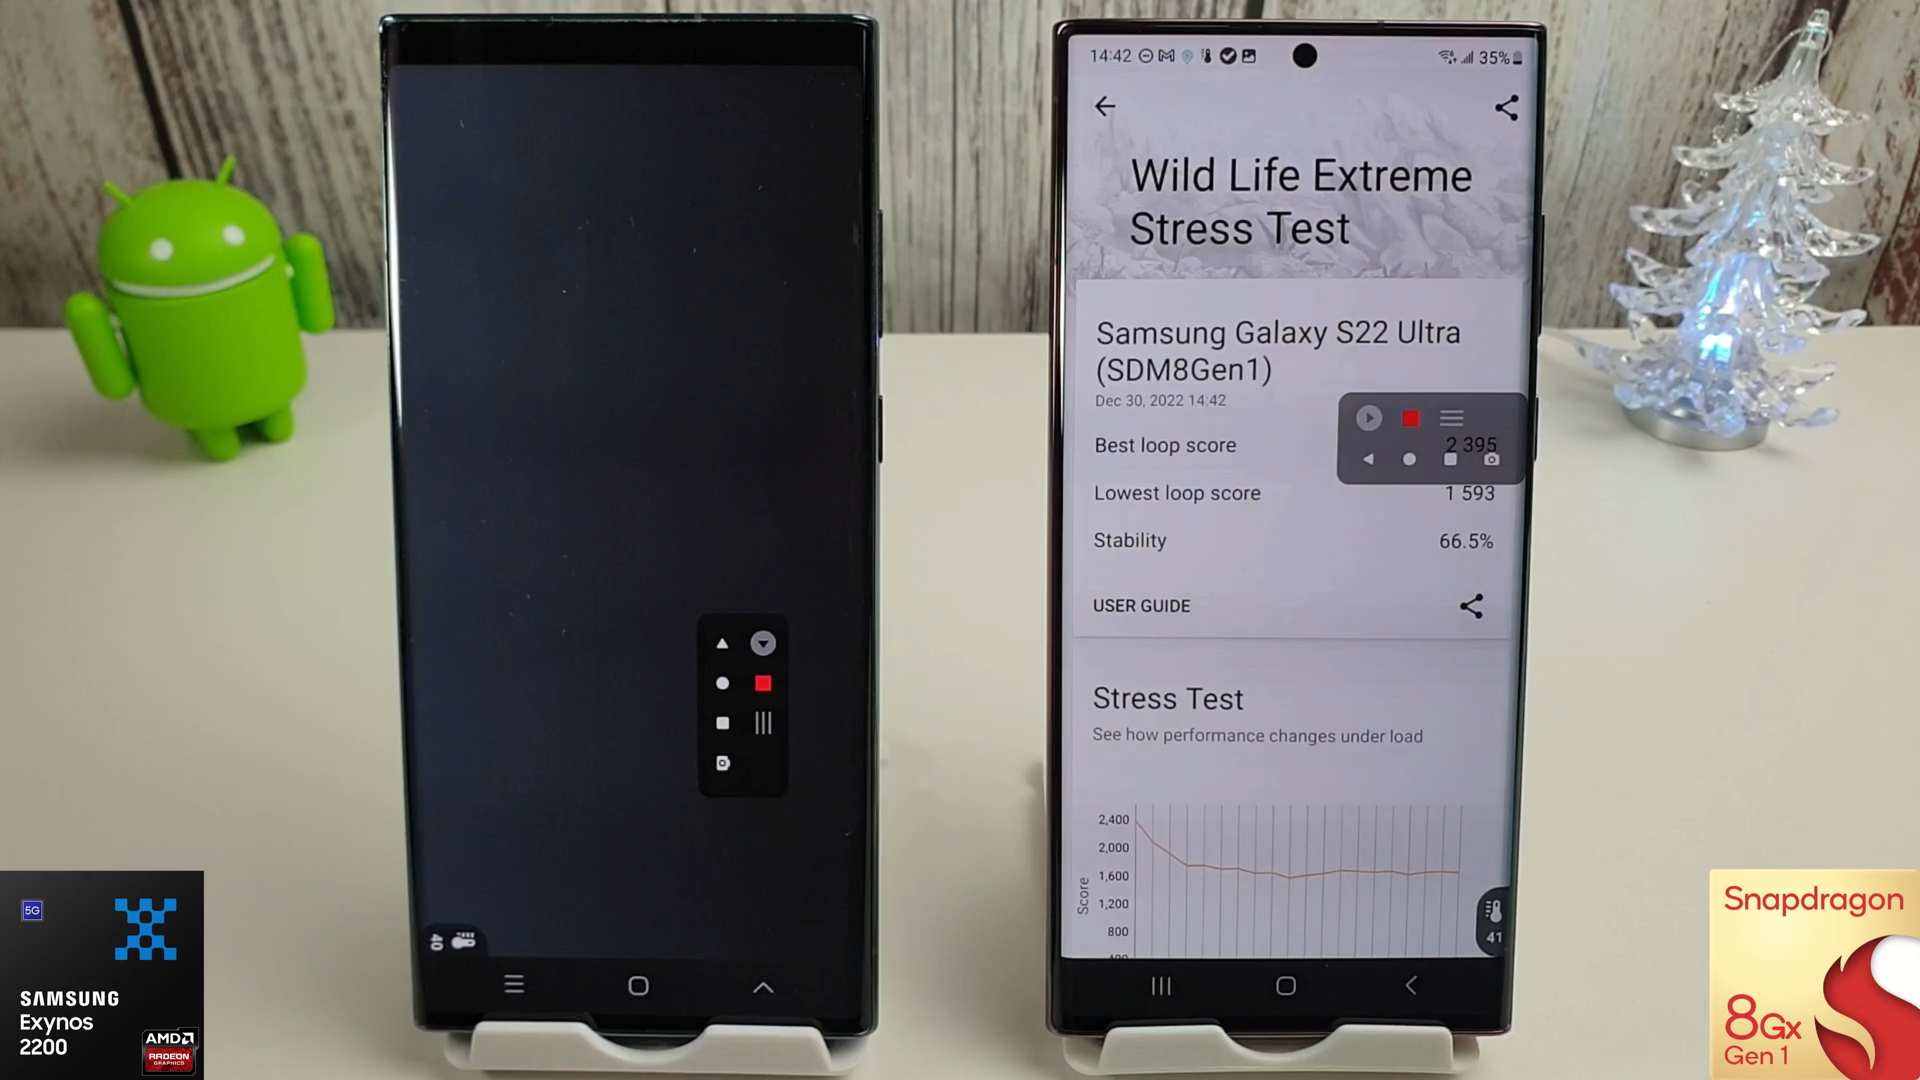 14:42
35%
Wild Life Extreme
Stress Test
Samsung Galaxy S22 Ultra
(SDM8Gen1)
Dec 30, 2022 14:42
Best loop score 2 395
Lowest loop score 1 593
Stability 66.5%
USER GUIDE
Stress Test
See how performance changes under load
Score
2,400
2,000
1,600
1,200
800
41
40
5G
SAMSUNG
Exynos
2200
AMD
RADEON
GRAPHICS
Snapdragon
8Gx
Gen 1